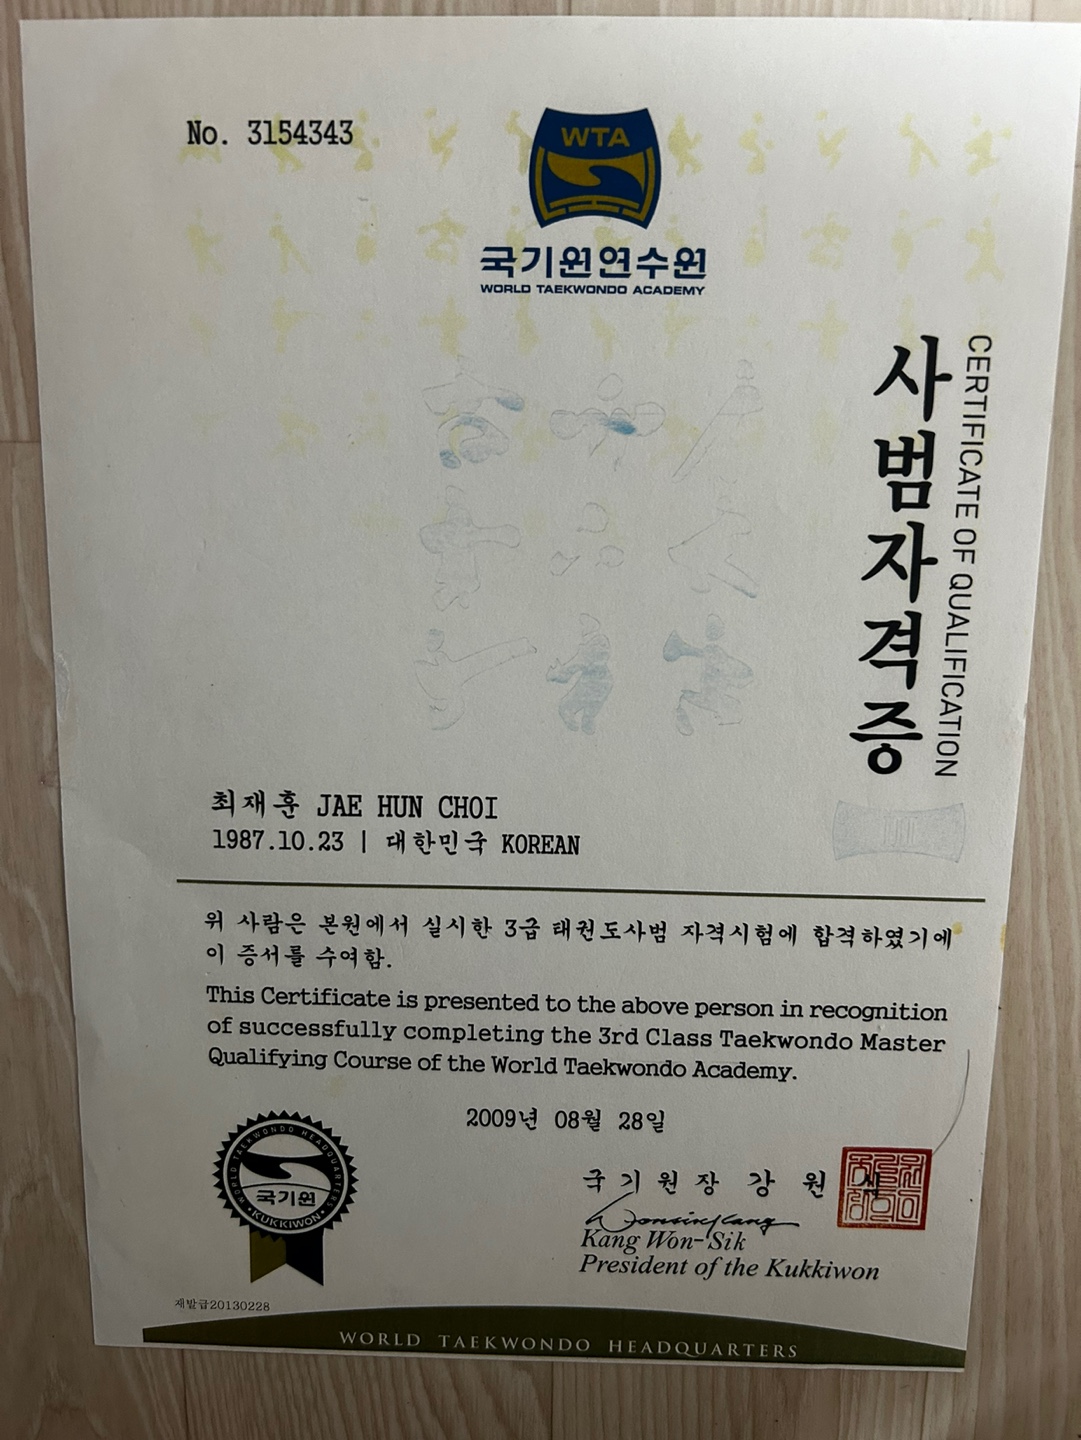 No. 3154343
WTA
국기원연수원
WORLD TAEKWONDO ACADEMY
사범자격증
CERTIFICATE OF QUALIFICATION
최재훈 JAE HUN CHOI
1987.10.23 | 대한민국 KOREAN
위 사람은 본원에서 실시한 3급 태권도사범 자격시험에 합격하였기에
이 증서를 수여함.
This Certificate is presented to the above person in recognition
of successfully completing the 3rd Class Taekwondo Master
Qualifying Course of the World Taekwondo Academy.
2009년 08월 28일
국 기 원 장 강 원 식
Kang Won-Sik
President of the Kukkiwon
WORLD TAEKWONDO HEADQUARTERS
국기원
KUKKIWON
재발급20130228
WORLD TAEKWONDO HEADQUARTERS